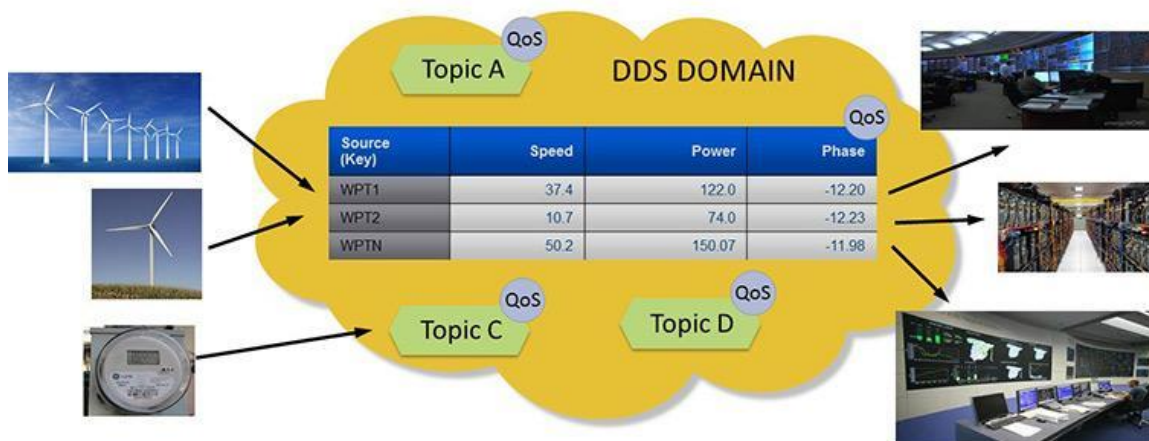 QoS
Topic A
DDS DOMAIN
QoS
Source (Key) Speed Power Phase
WPT1 37.4 122.0 -12.20
WPT2 10.7 74.0 -12.23
WPTN 50.2 150.07 -11.98
QoS
Topic C
QoS
Topic D